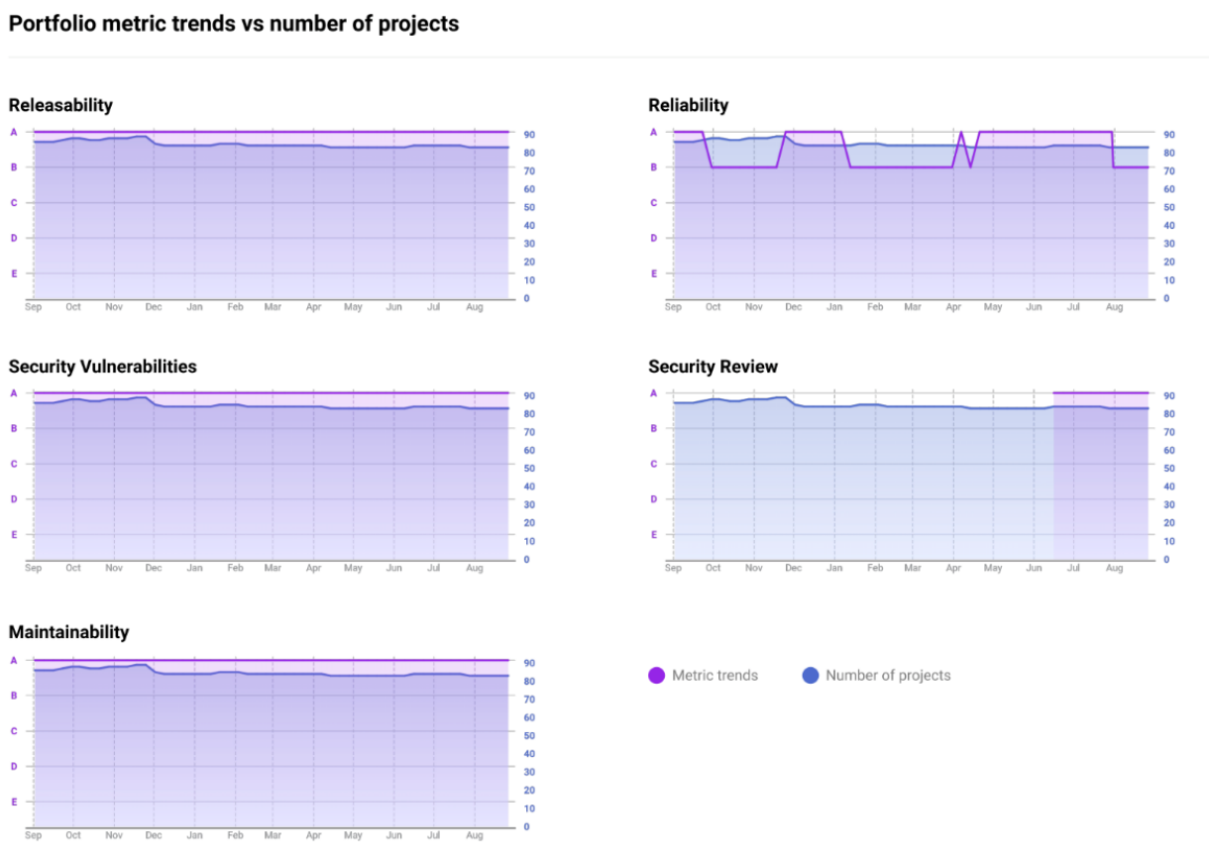 Portfolio metric trends vs number of projects
Releasability
A
B
C
D
E
90
80
70
60
50
40
30
20
10
0
Sep Oct Nov Dec Jan Feb Mar Apr May Jun Jul Aug
Reliability
A
B
C
D
E
90
80
70
60
50
40
30
20
10
0
Sep Oct Nov Dec Jan Feb Mar Apr May Jun Jul Aug
Security Vulnerabilities
A
B
C
D
E
90
80
70
60
50
40
30
20
10
0
Sep Oct Nov Dec Jan Feb Mar Apr May Jun Jul Aug
Security Review
A
B
C
D
E
90
80
70
60
50
40
30
20
10
0
Sep Oct Nov Dec Jan Feb Mar Apr May Jun Jul Aug
Maintainability
A
B
C
D
E
90
80
70
60
50
40
30
20
10
0
Sep Oct Nov Dec Jan Feb Mar Apr May Jun Jul Aug
Metric trends Number of projects